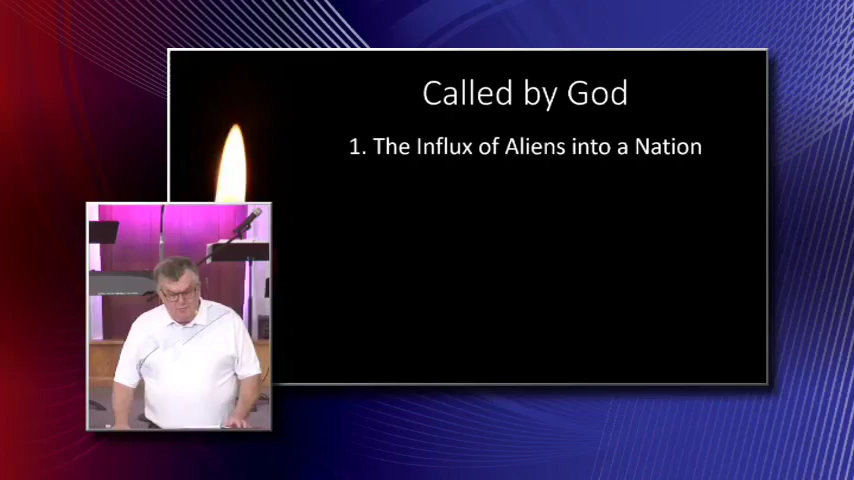 Called by God
1. The Influx of Aliens into a Nation